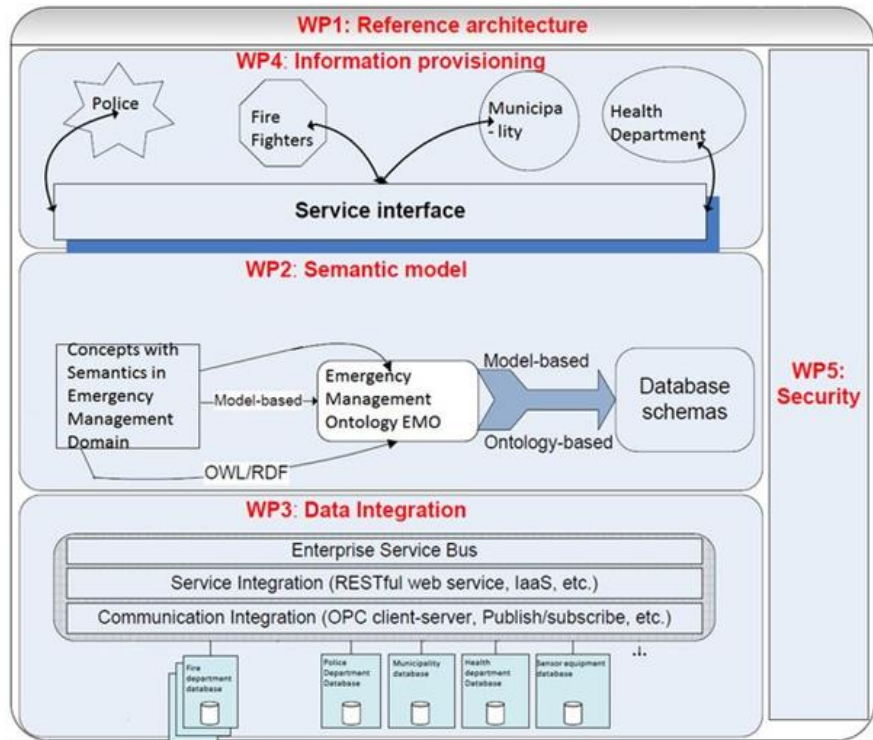 WP1: Reference architecture
WP4: Information provisioning
Police
Fire
Fighters
Municipa
- lity
Health
Department
Service interface
WP2: Semantic model
Concepts with
Semantics in
Emergency
Management
Domain
Model-based
OWL/RDF
Emergency
Management
Ontology EMO
Model-based
Ontology-based
Database
schemas
WP5:
Security
WP3: Data Integration
Enterprise Service Bus
Service Integration (RESTful web service, IaaS, etc.)
Communication Integration (OPC client-server, Publish/subscribe, etc.)
Fire
department
database
Police
Department
Database
Municipality
database
Health
department
Database
Sensor equipment
database
...